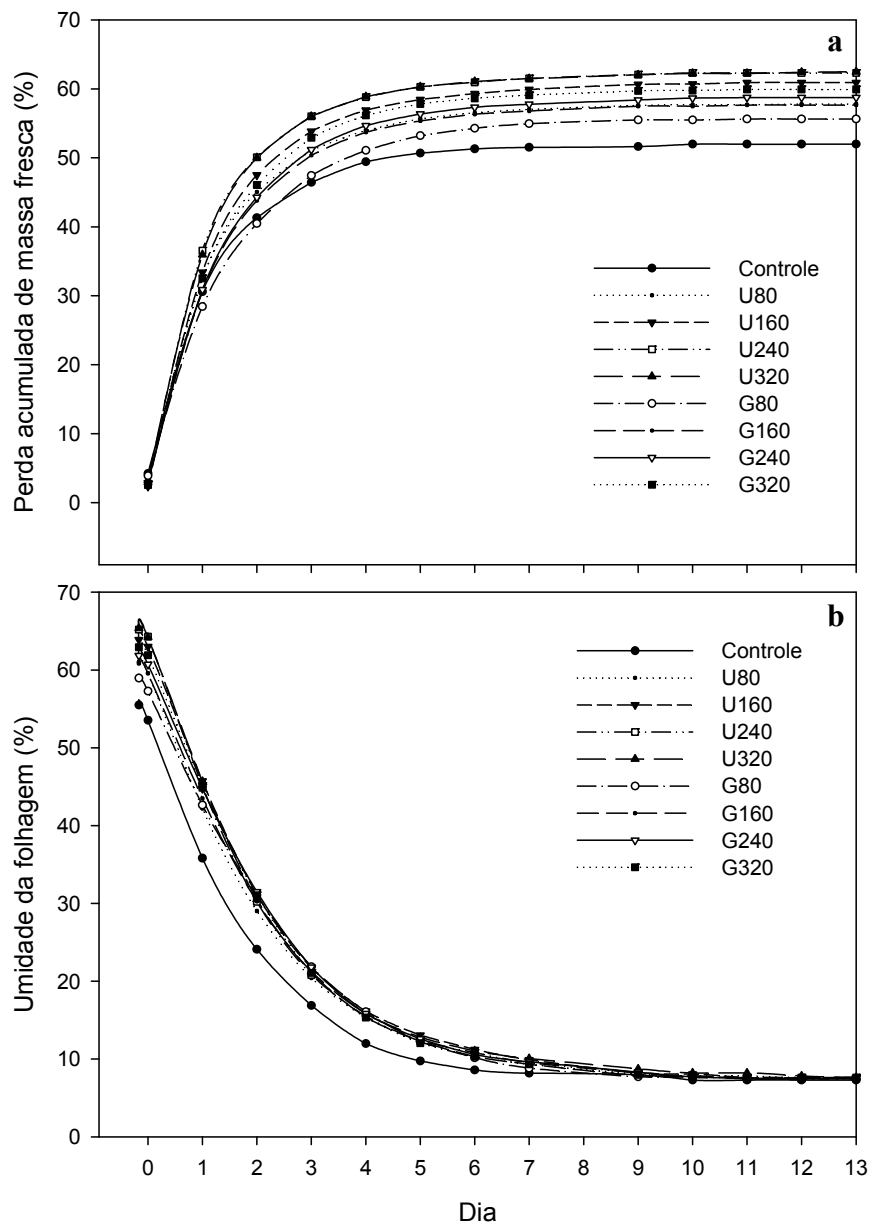 a
Perda acumulada de massa fresca (%)
70
60
50
40
30
20
10
0
Controle
U80
U160
U240
U320
G80
G160
G240
G320
b
Umidade da folhagem (%)
70
60
50
40
30
20
10
0
Controle
U80
U160
U240
U320
G80
G160
G240
G320
0 1 2 3 4 5 6 7 8 9 10 11 12 13
Dia